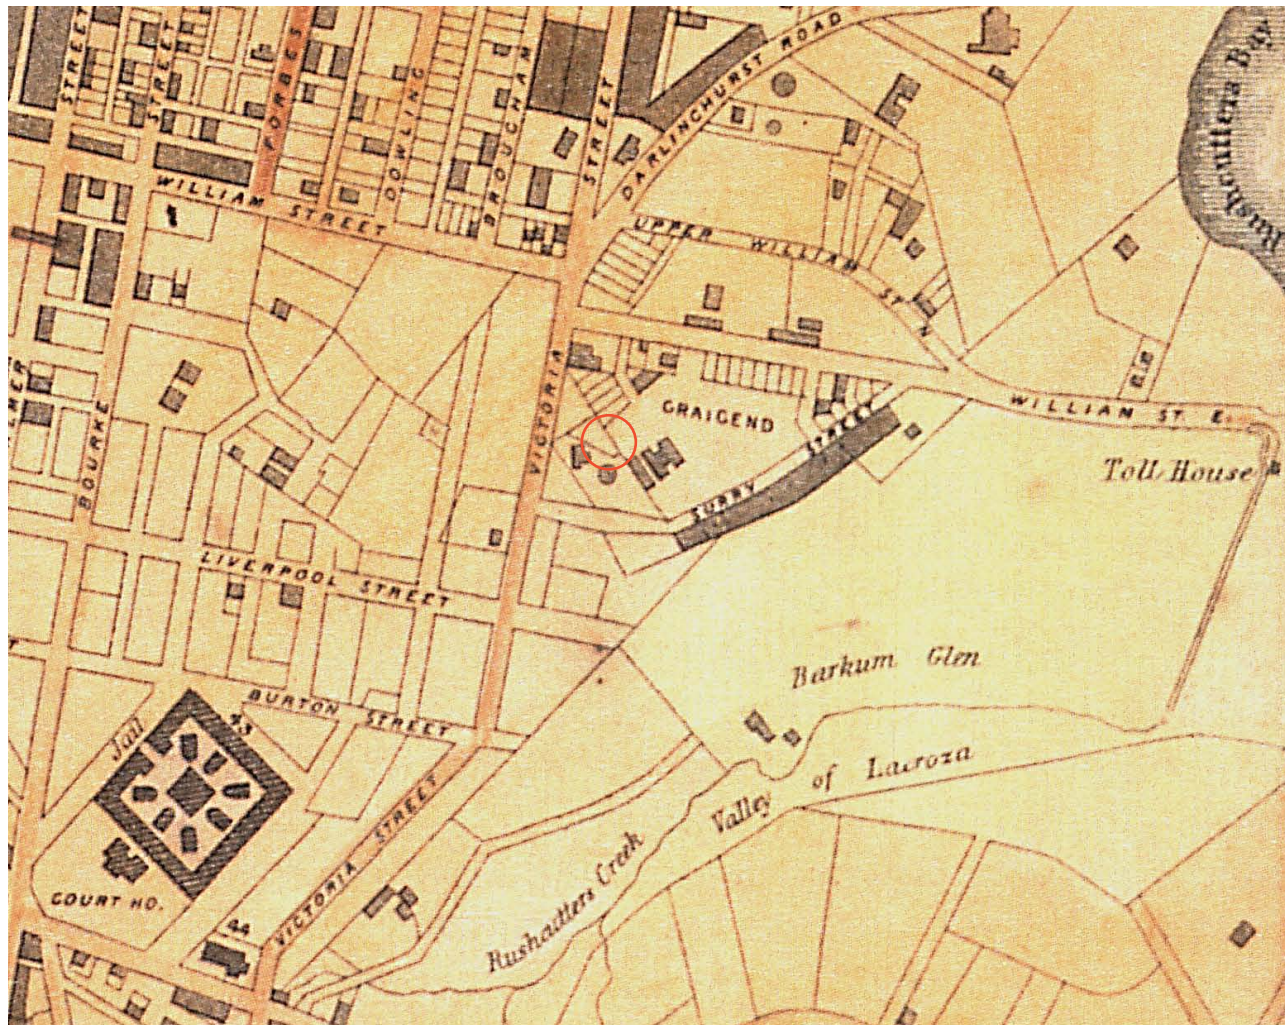 STREET
STREET
FORBES
DOWLING
BROUGHAM
STREET
DARLINGHURST ROAD
Rushcutters Bay
WILLIAM STREET
UPPER WILLIAM ST. N
VICTORIA
CRAIGEND
WILLIAM ST. E.
Toll House
BOURKE
SURRY STREET
LIVERPOOL STREET
Barkum Glen
BURTON STREET
43
Jail
Valley of Lacroza
VICTORIA STREET
Rushcutters Creek
COURT HO.
44